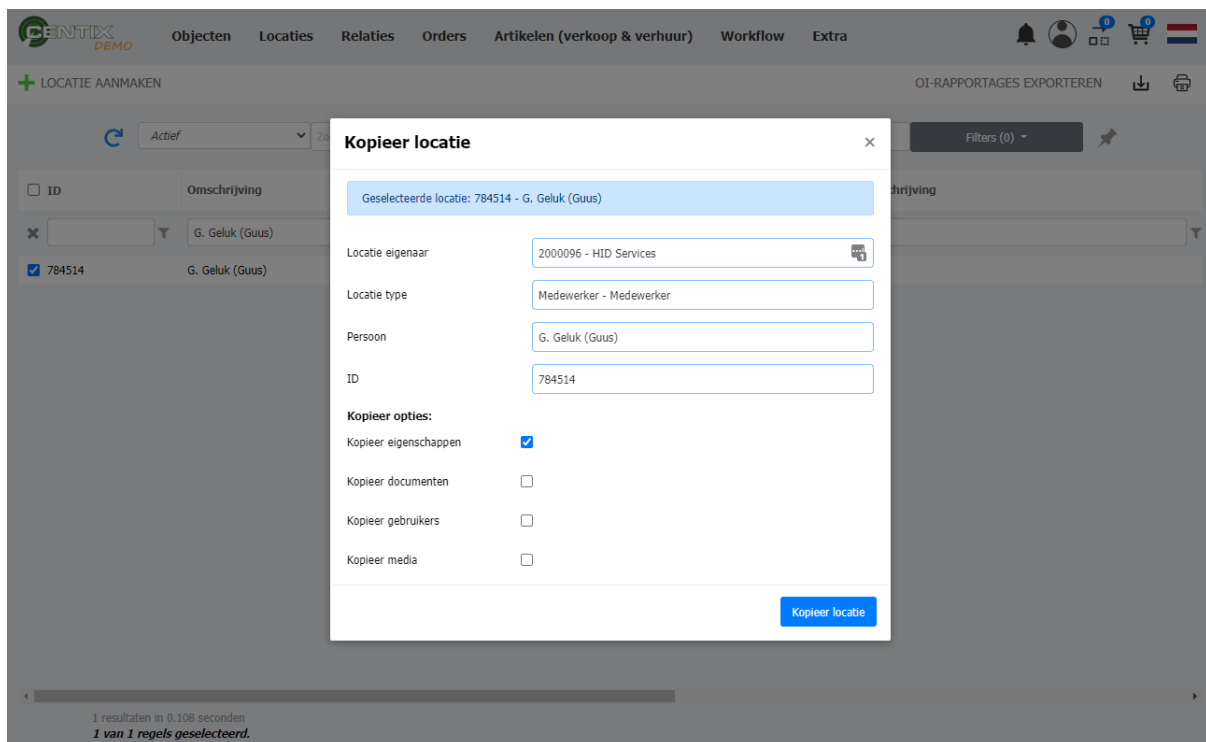 CENTIX
DEMO
Objecten Locaties Relaties Orders Artikelen (verkoop & verhuur) Workflow Extra
0 0
LOCATIE AANMAKEN OI-RAPPORTAGES EXPORTEREN
Actief Zo Filters (0)
Kopieer locatie ×
ID Omschrijving chrijving
Geselecteerde locatie: 784514 - G. Geluk (Guus)
G. Geluk (Guus)
Locatie eigenaar 2000096 - HID Services 1
784514 G. Geluk (Guus)
Locatie type Medewerker - Medewerker
Persoon G. Geluk (Guus)
ID 784514
Kopieer opties:
Kopieer eigenschappen
Kopieer documenten
Kopieer gebruikers
Kopieer media
Kopieer locatie
1 resultaten in 0.108 seconden
1 van 1 regels geselecteerd.